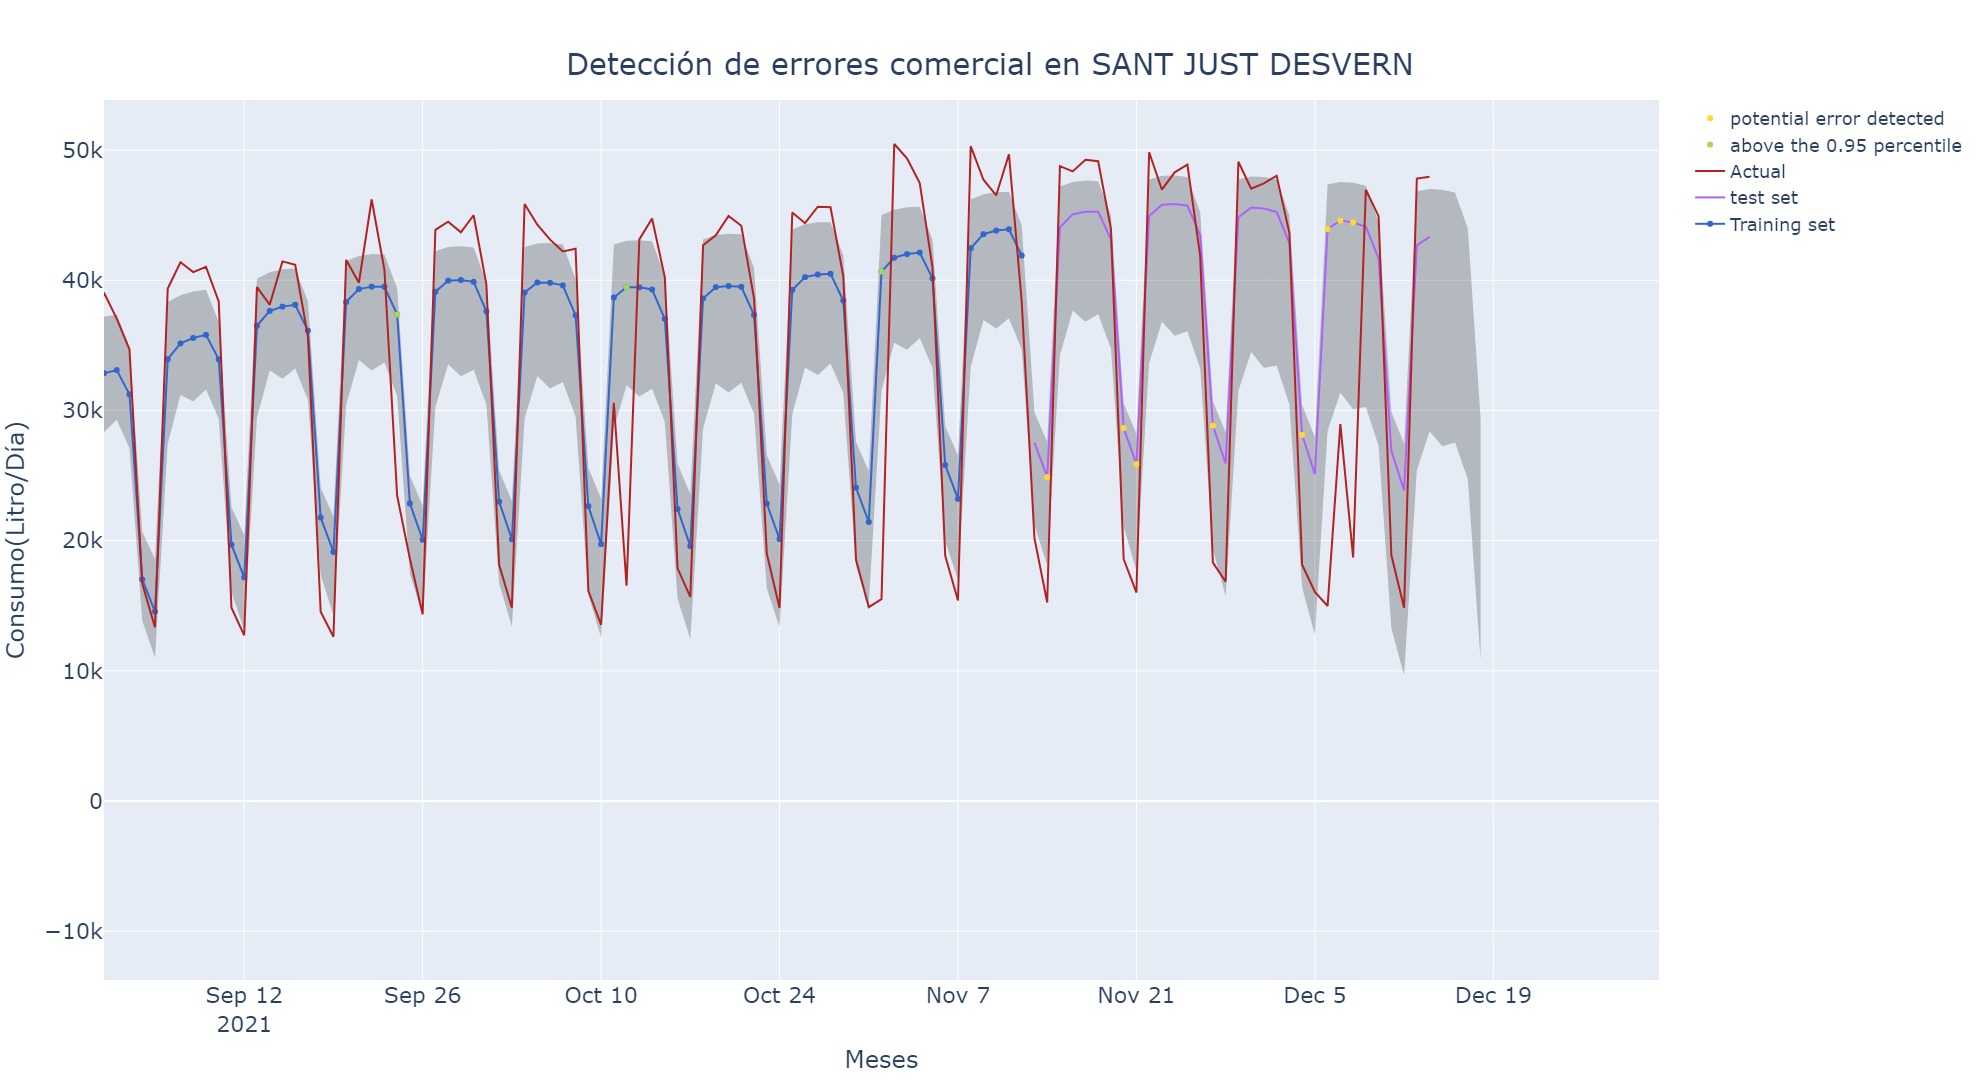 Detección de errores comercial en SANT JUST DESVERN
potential error detected
above the 0.95 percentile
Actual
test set
Training set
50k
40k
30k
20k
10k
0
−10k
Consumo(Litro/Día)
Sep 12
2021
Sep 26
Oct 10
Oct 24
Nov 7
Nov 21
Dec 5
Dec 19
Meses